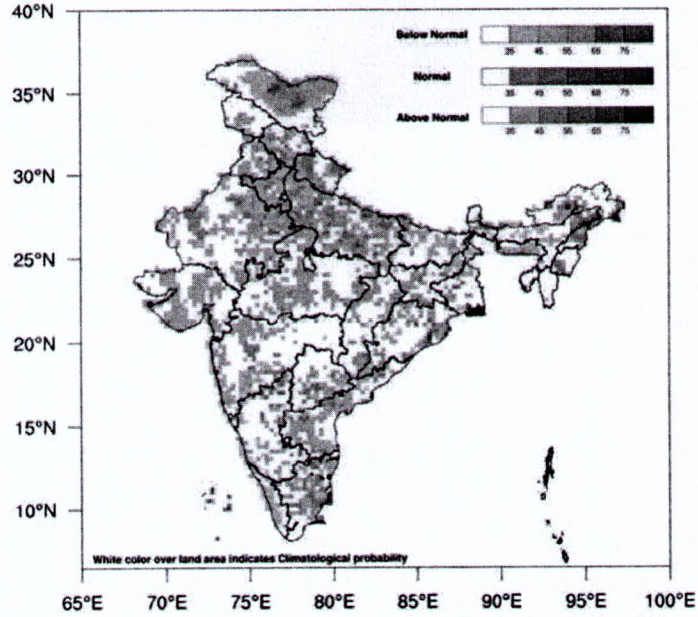 40°N
Below Normal
35 45 55 65 75
35°N
Normal
35 45 55 65 75
Above Normal
35 45 55 65 75
30°N
25°N
20°N
15°N
10°N
White color over land area indicates Climatological probability
65°E 70°E 75°E 80°E 85°E 90°E 95°E 100°E